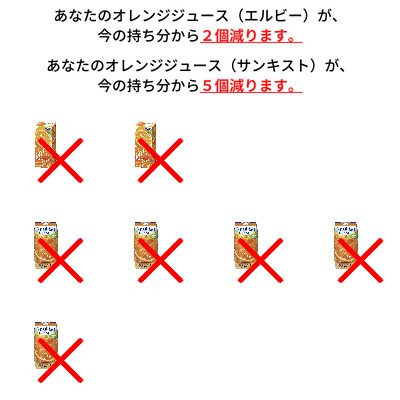 あなたのオレンジジュース（エルビー）が、
今の持ち分から２個減ります。
あなたのオレンジジュース（サンキスト）が、
今の持ち分から５個減ります。